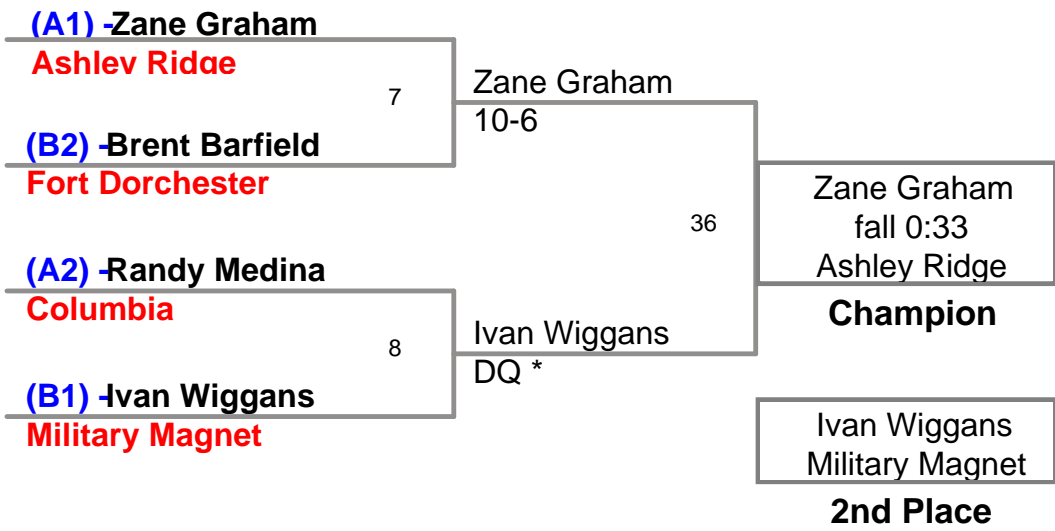 (A1) -Zane Graham
Ashley Ridge
7
Zane Graham
10-6
(B2) -Brent Barfield
Fort Dorchester
36
Zane Graham
fall 0:33
Ashley Ridge
Champion
(A2) -Randy Medina
Columbia
8
Ivan Wiggans
DQ *
(B1) -Ivan Wiggans
Military Magnet
Ivan Wiggans
Military Magnet
2nd Place